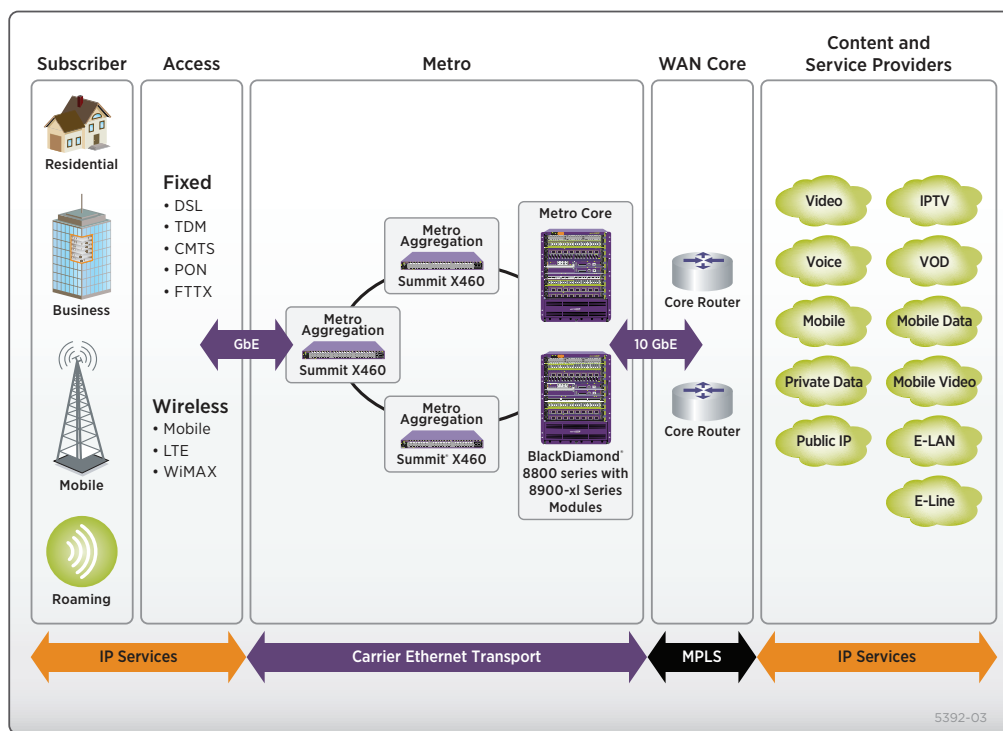 Subscriber
Access
Metro
WAN Core
Content and
Service Providers
Residential
Business
Mobile
Roaming
Fixed
• DSL
• TDM
• CMTS
• PON
• FTTX
GbE
Wireless
• Mobile
• LTE
• WiMAX
Metro
Aggregation
Summit X460
Metro
Aggregation
Summit X460
Metro
Aggregation
Summit® X460
Metro Core
BlackDiamond®
8800 series with
8900-xl Series
Modules
10 GbE
Core Router
Core Router
Video
IPTV
Voice
VOD
Mobile
Mobile Data
Private Data
Mobile Video
Public IP
E-LAN
E-Line
IP Services
Carrier Ethernet Transport
MPLS
IP Services
5392-03